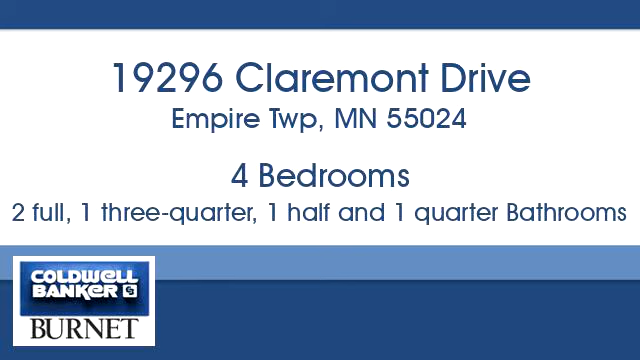 19296 Claremont Drive
Empire Twp, MN 55024
4 Bedrooms
2 full, 1 three-quarter, 1 half and 1 quarter Bathrooms
COLDWELL
BANKER
BURNET